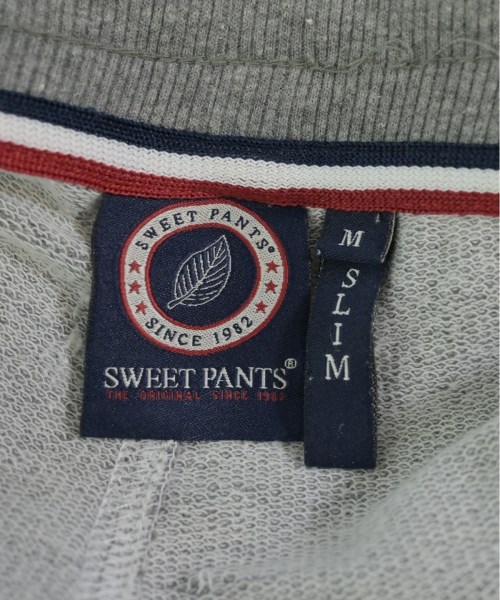 SWEET PANTS®
SINCE 1982
SWEET PANTS®
THE ORIGINAL SINCE 1982
M
SLIM